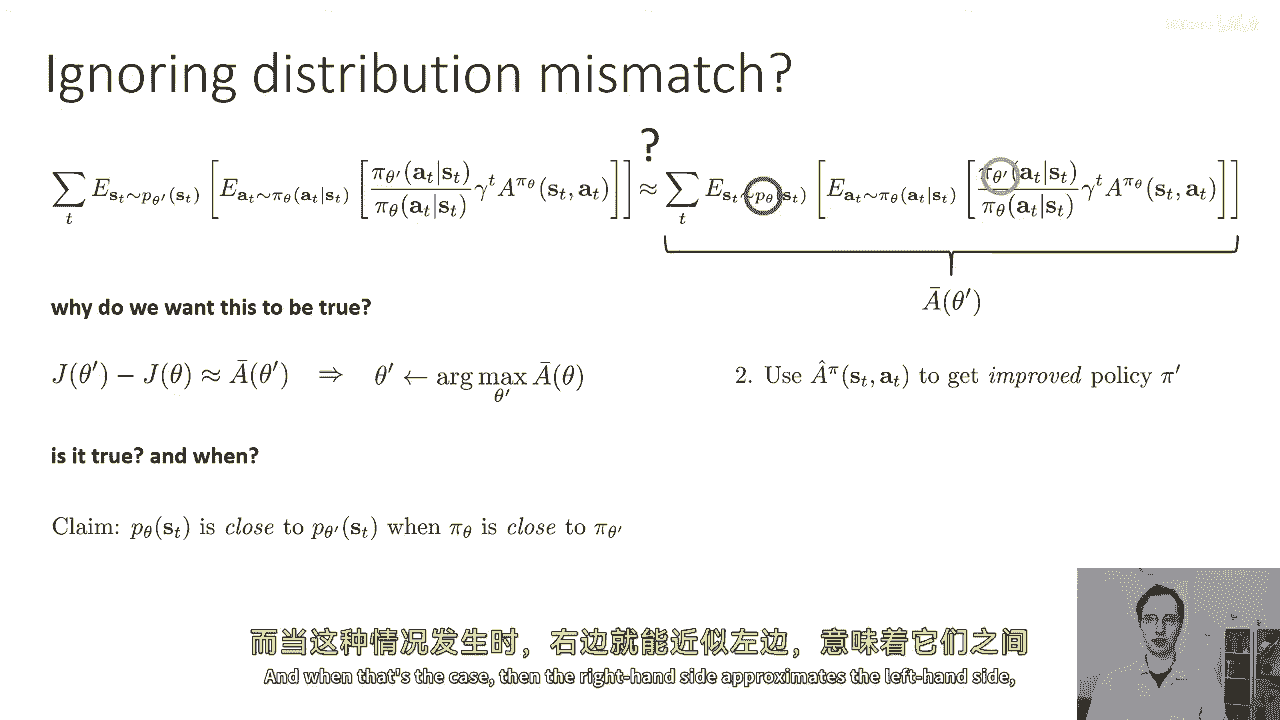 Ignoring distribution mismatch?
?
$\sum_t E_{\mathbf{s}_t \sim p_{\theta'}(\mathbf{s}_t)} \left[ E_{\mathbf{a}_t \sim \pi_\theta(\mathbf{a}_t|\mathbf{s}_t)} \left[ \frac{\pi_{\theta'}(\mathbf{a}_t|\mathbf{s}_t)}{\pi_\theta(\mathbf{a}_t|\mathbf{s}_t)} \gamma^t A^{\pi_\theta}(\mathbf{s}_t, \mathbf{a}_t) \right] \right] \approx \sum_t E_{\mathbf{s}_t \sim p_\theta(\mathbf{s}_t)} \left[ E_{\mathbf{a}_t \sim \pi_\theta(\mathbf{a}_t|\mathbf{s}_t)} \left[ \frac{\pi_{\theta'}(\mathbf{a}_t|\mathbf{s}_t)}{\pi_\theta(\mathbf{a}_t|\mathbf{s}_t)} \gamma^t A^{\pi_\theta}(\mathbf{s}_t, \mathbf{a}_t) \right] \right]$
$\bar{A}(\theta')$
why do we want this to be true?
$J(\theta') - J(\theta) \approx \bar{A}(\theta') \quad \Rightarrow \quad \theta' \leftarrow \arg\max_{\theta'} \bar{A}(\theta)$
2. Use $\hat{A}^\pi(\mathbf{s}_t, \mathbf{a}_t)$ to get improved policy $\pi'$
is it true? and when?
Claim: $p_\theta(\mathbf{s}_t)$ is close to $p_{\theta'}(\mathbf{s}_t)$ when $\pi_\theta$ is close to $\pi_{\theta'}$
而当这种情况发生时，右边就能近似左边，意味着它们之间
And when that's the case, then the right-hand side approximates the left-hand side,